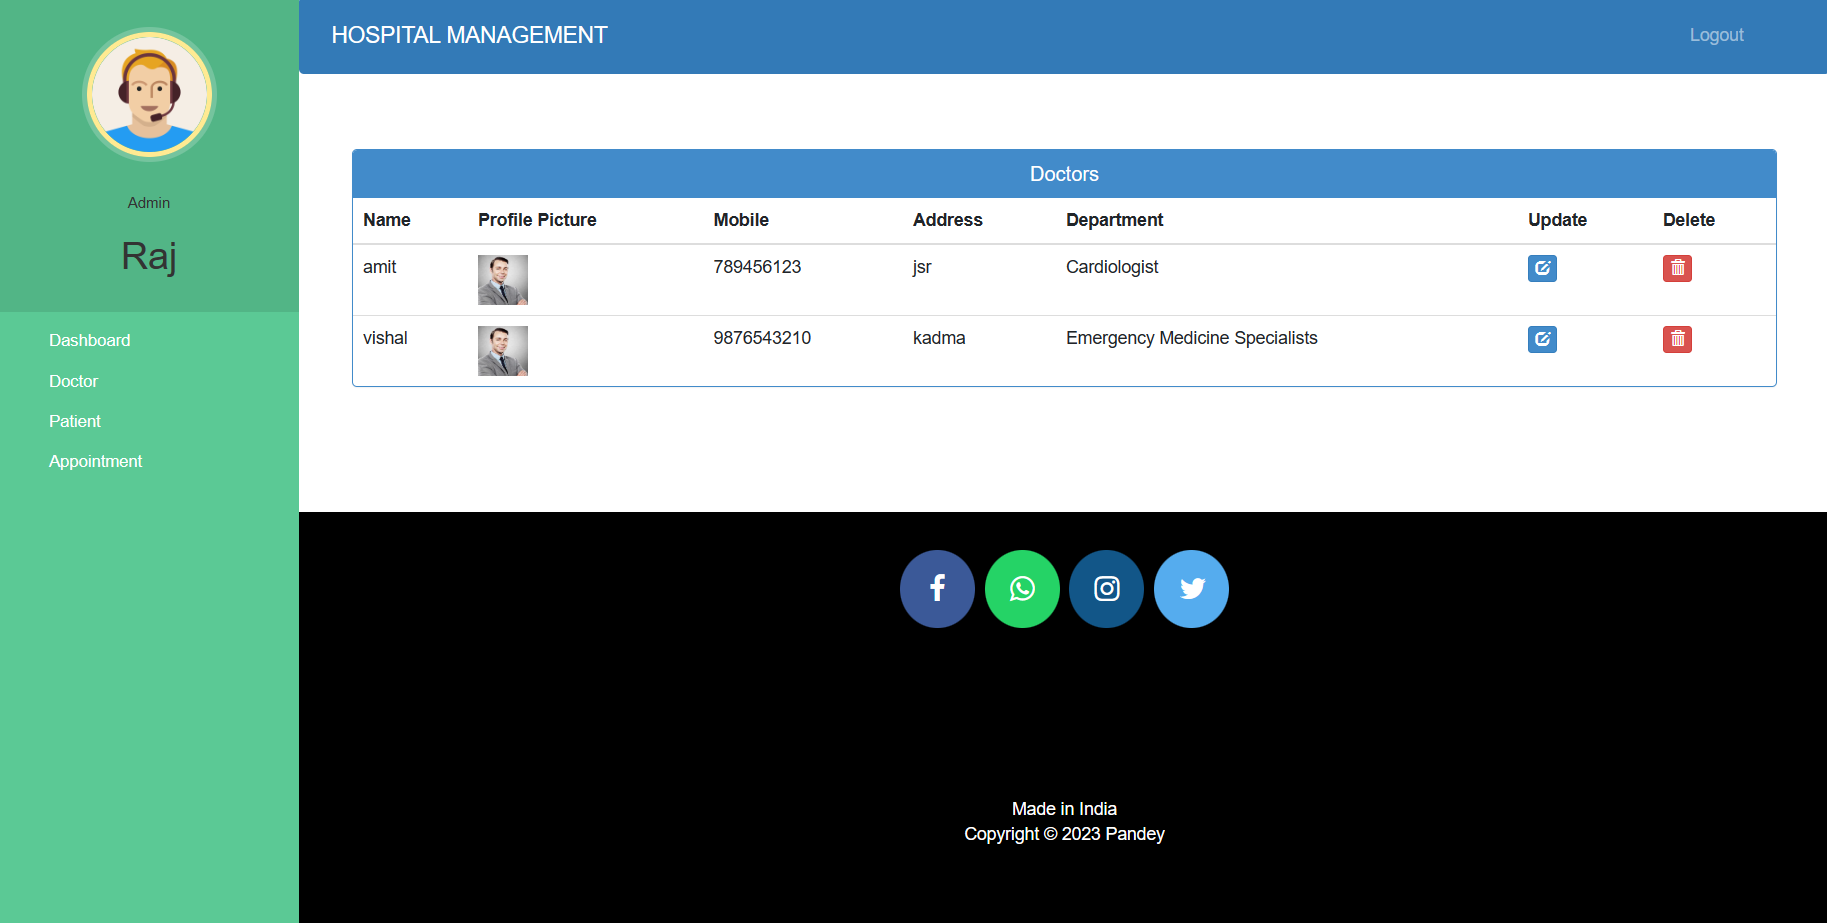 HOSPITAL MANAGEMENT
Logout
Admin
Raj
Dashboard
Doctor
Patient
Appointment
Doctors
Name Profile Picture Mobile Address Department Update Delete
amit 789456123 jsr Cardiologist
vishal 9876543210 kadma Emergency Medicine Specialists
Made in India
Copyright © 2023 Pandey